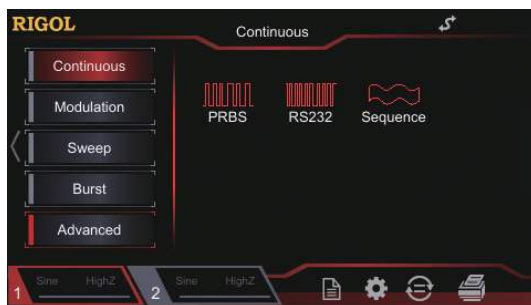 RIGOL
Continuous
Continuous
Modulation
Sweep
Burst
Advanced
PRBS RS232 Sequence
1 Sine HighZ 2 Sine HighZ